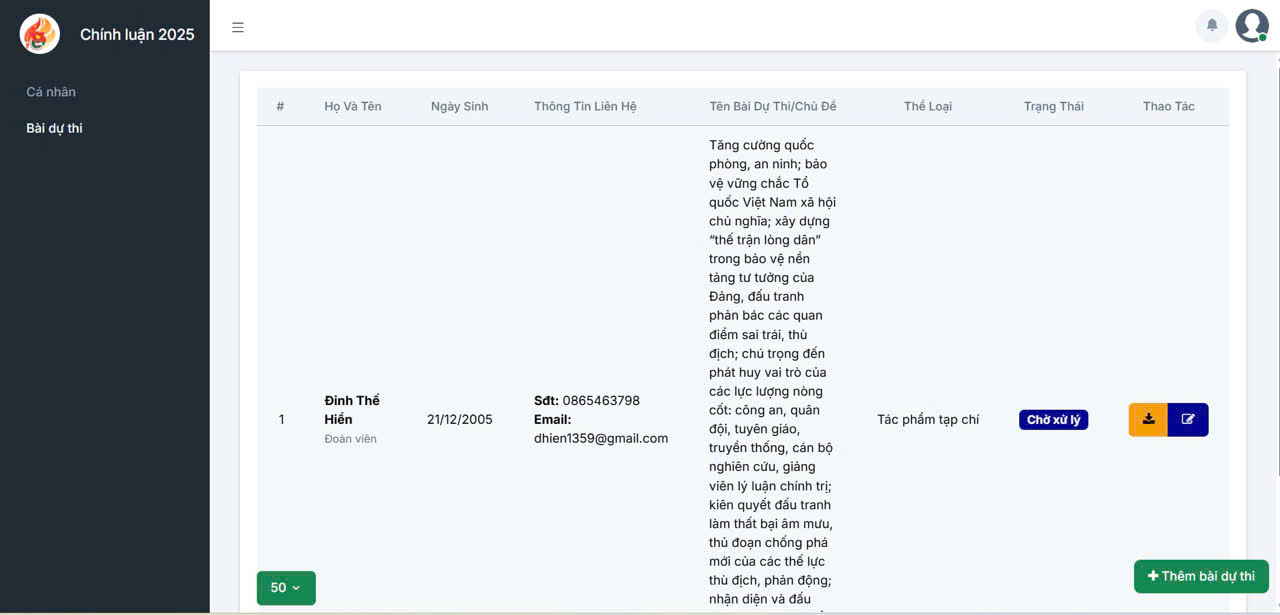 Chính luận 2025
Cá nhân
Bài dự thi
# Họ Và Tên Ngày Sinh Thông Tin Liên Hệ Tên Bài Dự Thi/Chủ Đề Thể Loại Trạng Thái Thao Tác
1
Đinh Thế
Hiển
Đoàn viên
21/12/2005
Sđt: 0865463798
Email:
dhien1359@gmail.com
Tăng cường quốc
phòng, an ninh; bảo
vệ vững chắc Tổ
quốc Việt Nam xã hội
chủ nghĩa; xây dựng
“thế trận lòng dân”
trong bảo vệ nền
tảng tư tưởng của
Đảng, đấu tranh
phản bác các quan
điểm sai trái, thù
địch; chú trọng đến
phát huy vai trò của
các lực lượng nòng
cốt: công an, quân
đội, tuyên giáo,
truyền thống, cán bộ
nghiên cứu, giảng
viên lý luận chính trị;
kiên quyết đấu tranh
làm thất bại âm mưu,
thủ đoạn chống phá
mới của các thế lực
thù địch, phản động;
nhận diện và đấu
Tác phẩm tạp chí
Chờ xử lý
50
Thêm bài dự thi